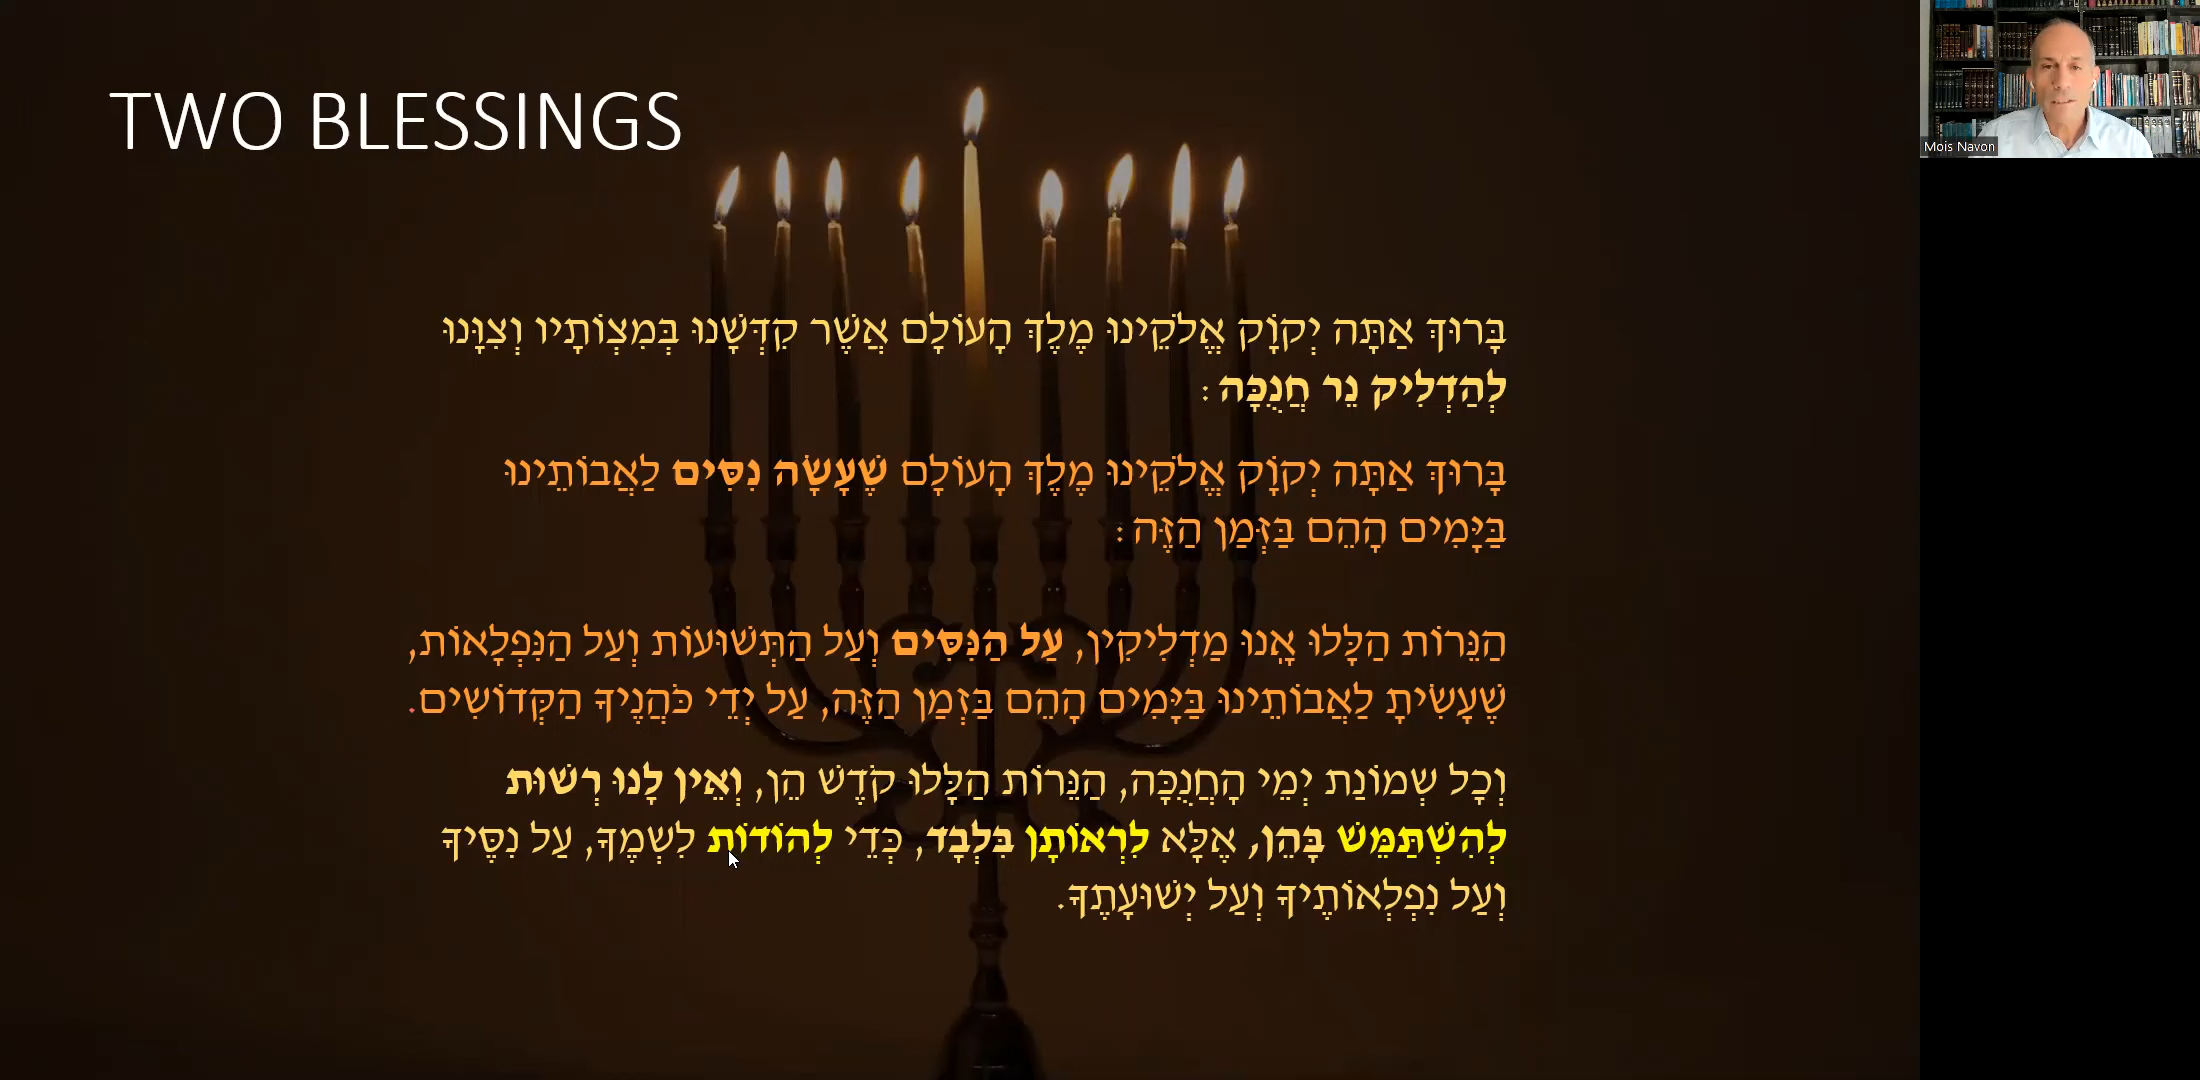 TWO BLESSINGS
Mois Navon
בָּרוּךְ אַתָּה יְקוָק אֱלֹקֵינוּ מֶלֶךְ הָעוֹלָם אֲשֶׁר קִדְּשָׁנוּ בְּמִצְוֹתָיו וְצִוָּנוּ
לְהַדְלִיק נֵר חֲנֻכָּה:
בָּרוּךְ אַתָּה יְקוָק אֱלֹקֵינוּ מֶלֶךְ הָעוֹלָם שֶׁעָשָׂה נִסִּים לַאֲבוֹתֵינוּ
בַּיָּמִים הָהֵם בַּזְּמַן הַזֶּה:
הַנֵּרוֹת הַלָּלוּ אָנוּ מַדְלִיקִין, עַל הַנִּסִּים וְעַל הַתְּשׁוּעוֹת וְעַל הַנִּפְלָאוֹת,
שֶׁעָשִׂיתָ לַאֲבוֹתֵינוּ בַּיָּמִים הָהֵם בַּזְּמַן הַזֶּה, עַל יְדֵי כֹּהֲנֶיךָ הַקְּדוֹשִׁים.
וְכָל שְׁמוֹנַת יְמֵי הַחֲנֻכָּה, הַנֵּרוֹת הַלָּלוּ קֹדֶשׁ הֵן, וְאֵין לָנוּ רְשׁוּת
לְהִשְׁתַּמֵּשׁ בָּהֵן, אֶלָּא לִרְאוֹתָן בִּלְבָד, כְּדֵי לְהוֹדוֹת לִשְׁמֶךָ, עַל נִסֶּיךָ
וְעַל נִפְלְאוֹתֶיךָ וְעַל יְשׁוּעָתֶךָ.